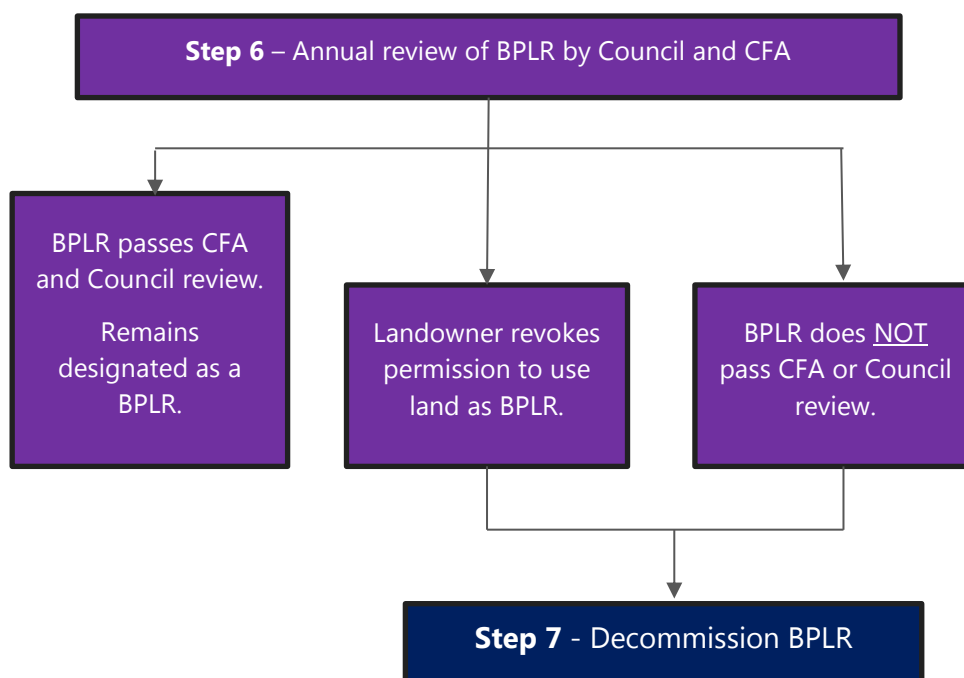 Step 6 – Annual review of BPLR by Council and CFA
BPLR passes CFA
and Council review.
Remains
designated as a
BPLR.
Landowner revokes
permission to use
land as BPLR.
BPLR does NOT
pass CFA or Council
review.
Step 7 - Decommission BPLR